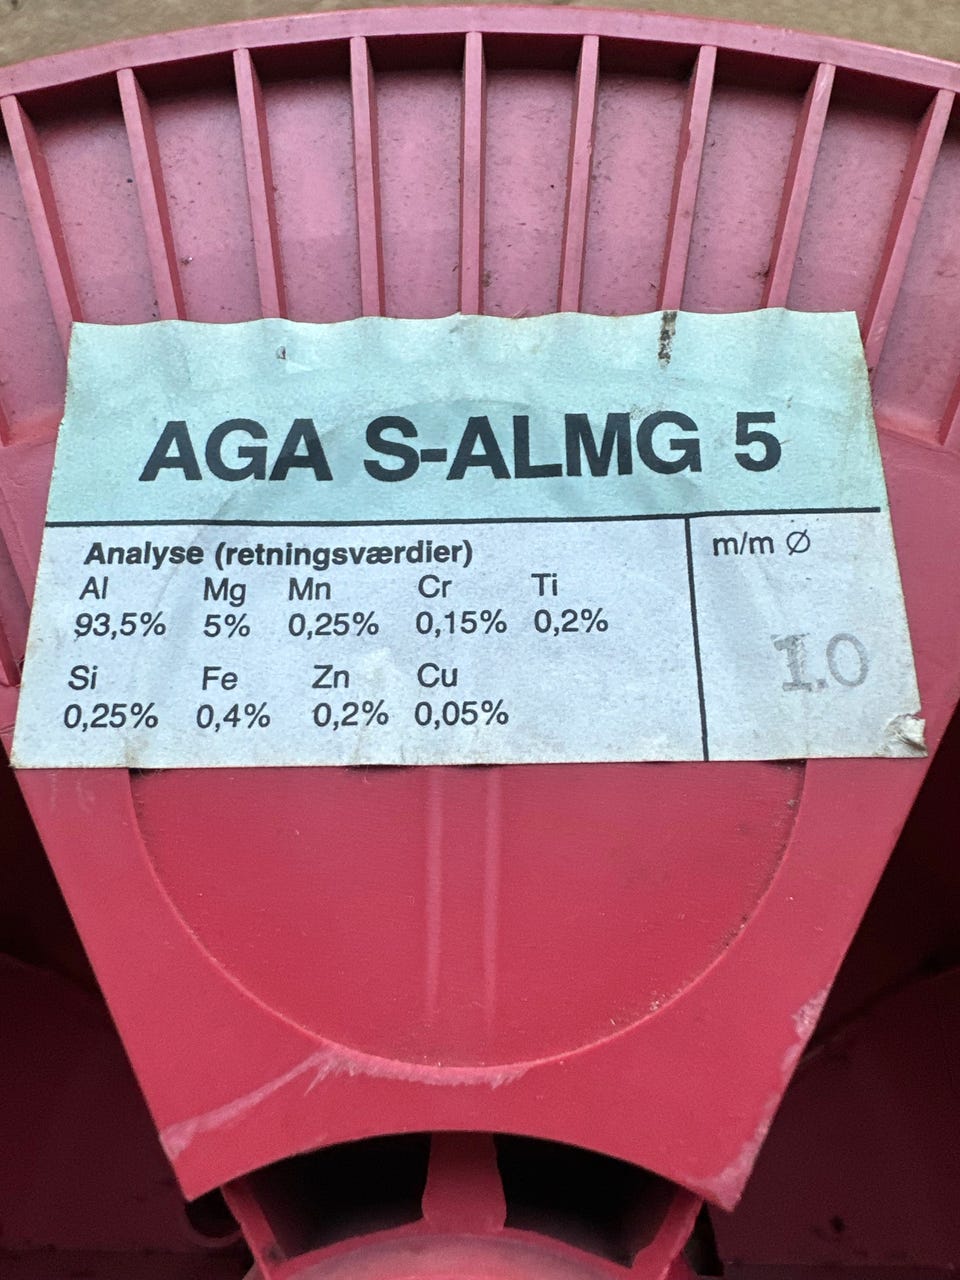 AGA S-ALMG 5
Analyse (retningsværdier)
m/m Ø
Al Mg Mn Cr Ti
93,5% 5% 0,25% 0,15% 0,2%
1.0
Si Fe Zn Cu
0,25% 0,4% 0,2% 0,05%